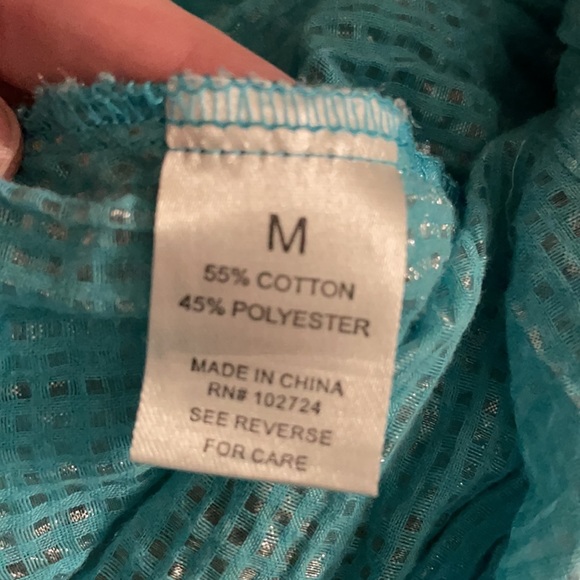 M
55% COTTON
45% POLYESTER
MADE IN CHINA
RN# 102724
SEE REVERSE
FOR CARE